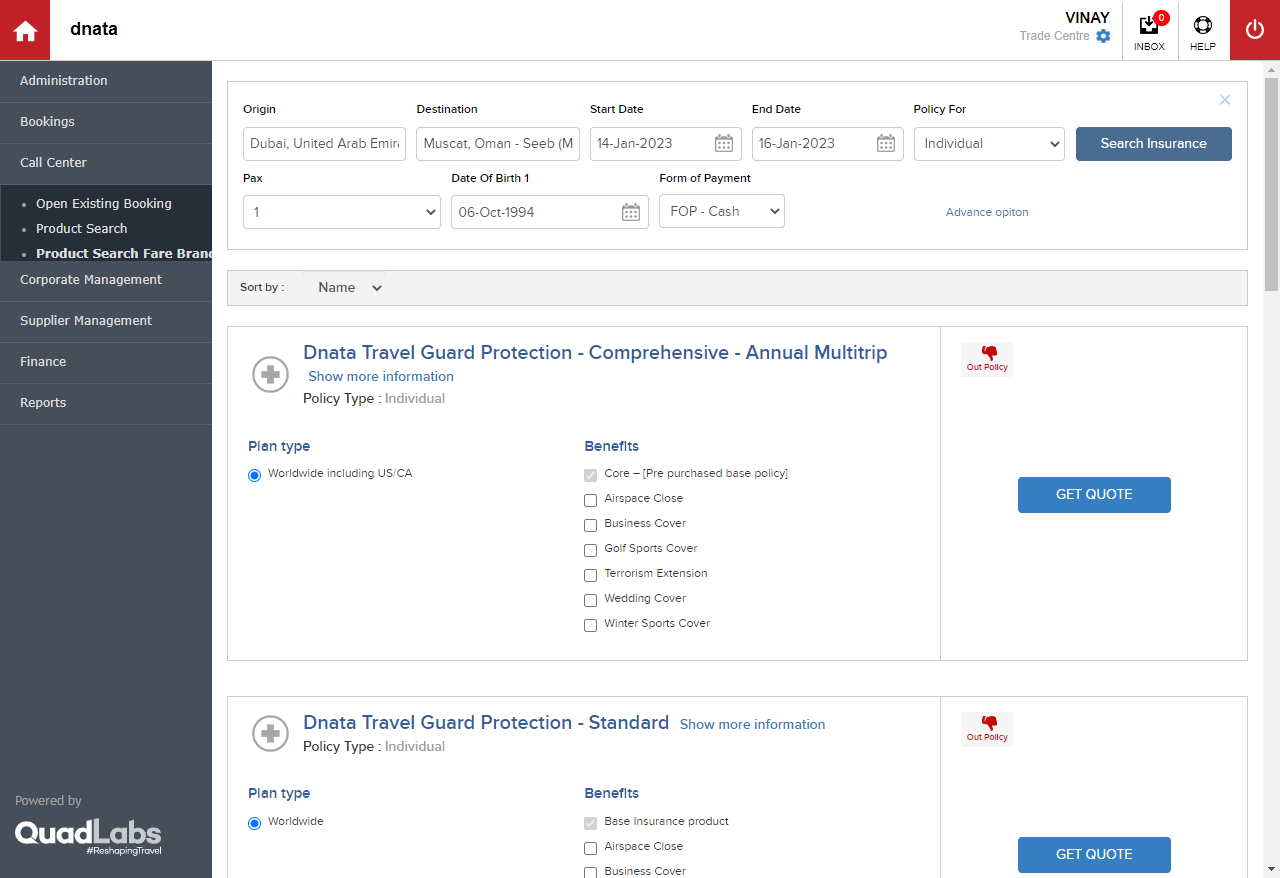 dnata
VINAY
Trade Centre
0
INBOX
HELP
Administration
Bookings
Call Center
Open Existing Booking
Product Search
Product Search Fare Bran
Corporate Management
Supplier Management
Finance
Reports
Powered by
QuadLabs
#ReshapingTravel
Origin Destination Start Date End Date Policy For
Dubai, United Arab Emir Muscat, Oman - Seeb (M 14-Jan-2023 16-Jan-2023 Individual Search Insurance
Pax Date Of Birth 1 Form of Payment
1 06-Oct-1994 FOP - Cash Advance opiton
Sort by : Name
Dnata Travel Guard Protection - Comprehensive - Annual Multitrip
Show more information
Policy Type : Individual
Out Policy
Plan type Benefits
Worldwide including US/CA Core – [Pre purchased base policy]
Airspace Close
Business Cover
Golf Sports Cover
Terrorism Extension
Wedding Cover
Winter Sports Cover
GET QUOTE
Dnata Travel Guard Protection - Standard Show more information
Policy Type : Individual
Out Policy
Plan type Benefits
Worldwide Base Insurance product
Airspace Close
Business Cover
GET QUOTE